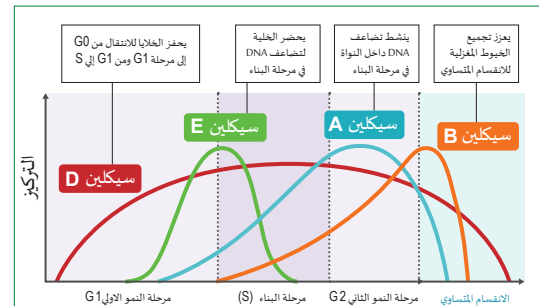 يحفز الخلايا للانتقال من G0
إلى مرحلة G1 ومن G1 إلي S
يحضر الخلية
لتضاعف DNA
في مرحلة البناء
ينشط تضاعف
DNA داخل النواة
في مرحلة البناء
يعزز تجميع
الخيوط المغزلية
للانقسام المتساوي
سيكلين D
سيكلين E
سيكلين A
سيكلين B
التركيز
مرحلة النمو الاولي G1
مرحلة البناء (S)
مرحلة النمو الثاني G2
الانقسام المتساوي